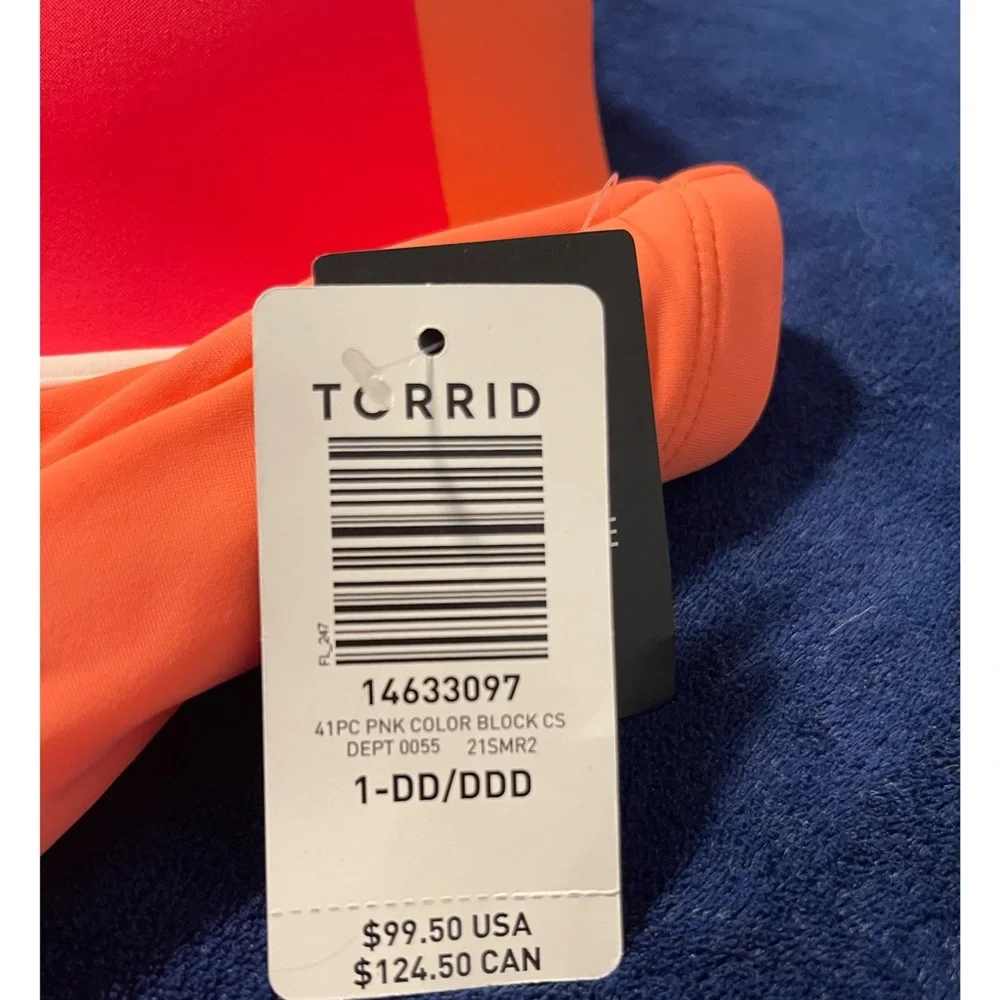 TORRID
FL_247
14633097
41PC PNK COLOR BLOCK CS
DEPT 0055 21SMR2
1-DD/DDD
$99.50 USA
$124.50 CAN